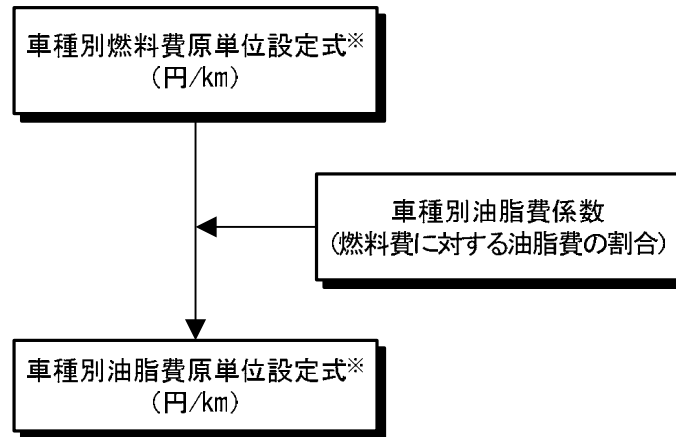 車種別燃料費原単位設定式※
（円/km）
車種別油脂費係数
（燃料費に対する油脂費の割合）
車種別油脂費原単位設定式※
（円/km）